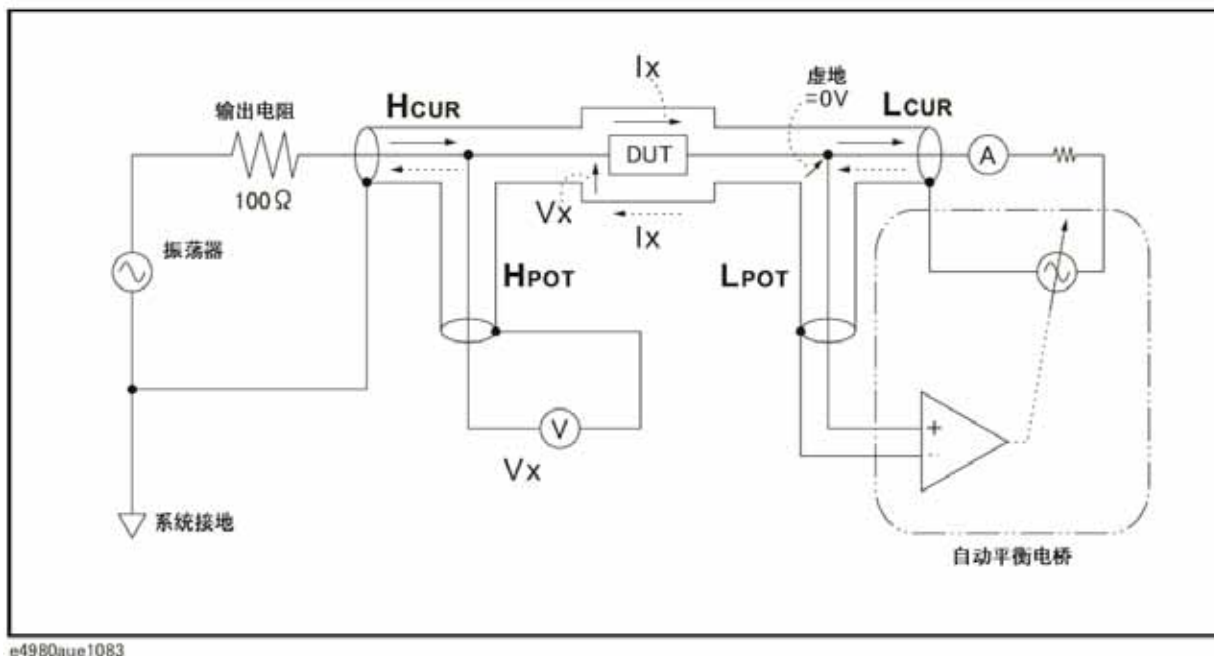 Ix
虚地
=0V
输出电阻
HCUR
LCUR
DUT
A
100Ω
Vx
Ix
振荡器
HPOT
LPOT
V
Vx
+
-
系统接地
自动平衡电桥
e4980aue1083